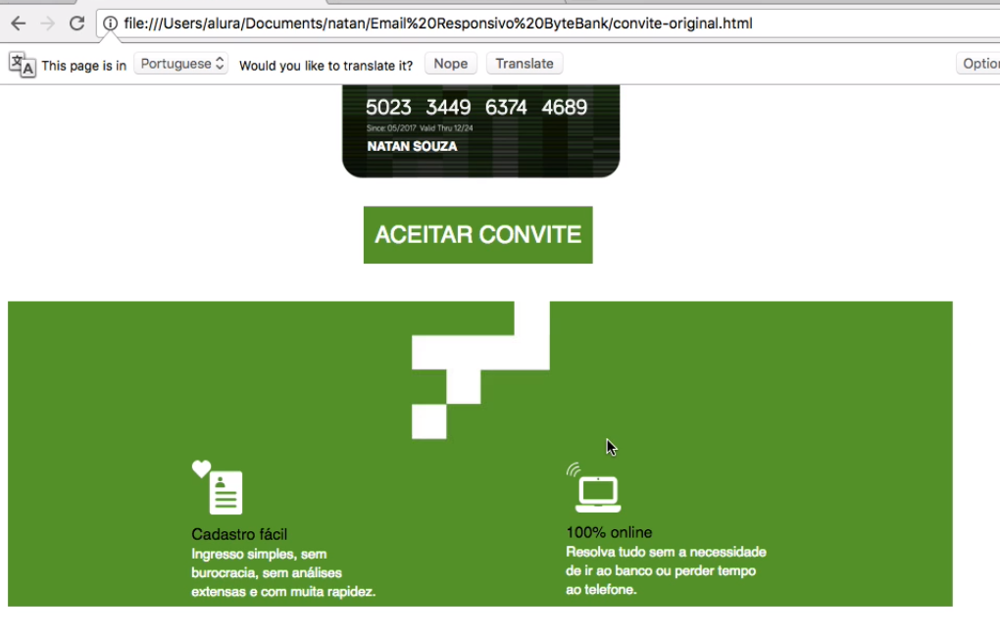 file:///Users/alura/Documents/natan/Email%20Responsivo%20ByteBank/convite-original.html
This page is in Portuguese Would you like to translate it? Nope Translate Option
5023 3449 6374 4689
Since: 05/2017 Valid Thru 12/24
NATAN SOUZA
ACEITAR CONVITE
Cadastro fácil
Ingresso simples, sem
burocracia, sem análises
extensas e com muita rapidez.
100% online
Resolva tudo sem a necessidade
de ir ao banco ou perder tempo
ao telefone.